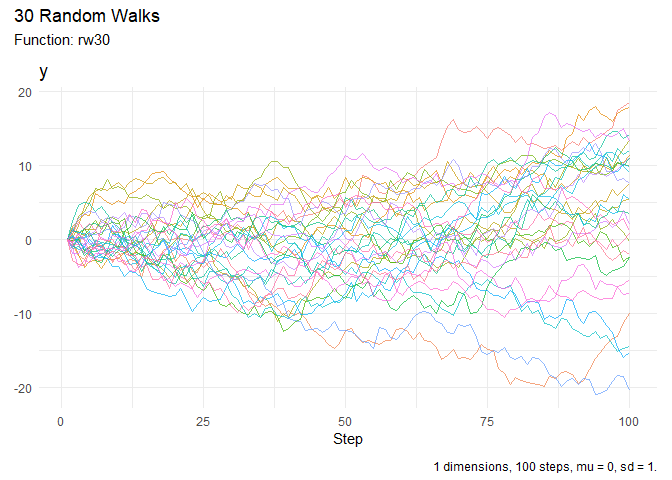 30 Random Walks
Function: rw30
y
20
10
0
-10
-20
0 25 50 75 100
Step
1 dimensions, 100 steps, mu = 0, sd = 1.